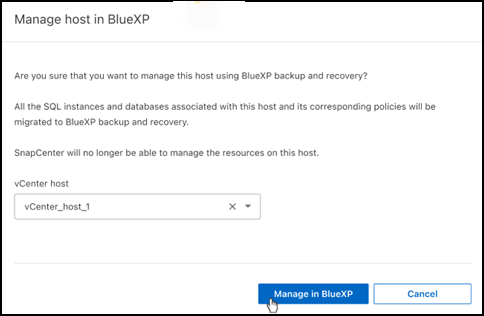 Manage host in BlueXP
Are you sure that you want to manage this host using BlueXP backup and recovery?
All the SQL instances and databases associated with this host and its corresponding policies will be
migrated to BlueXP backup and recovery.
SnapCenter will no longer be able to manage the resources on this host.
vCenter host
vCenter_host_1
Manage in BlueXP
Cancel